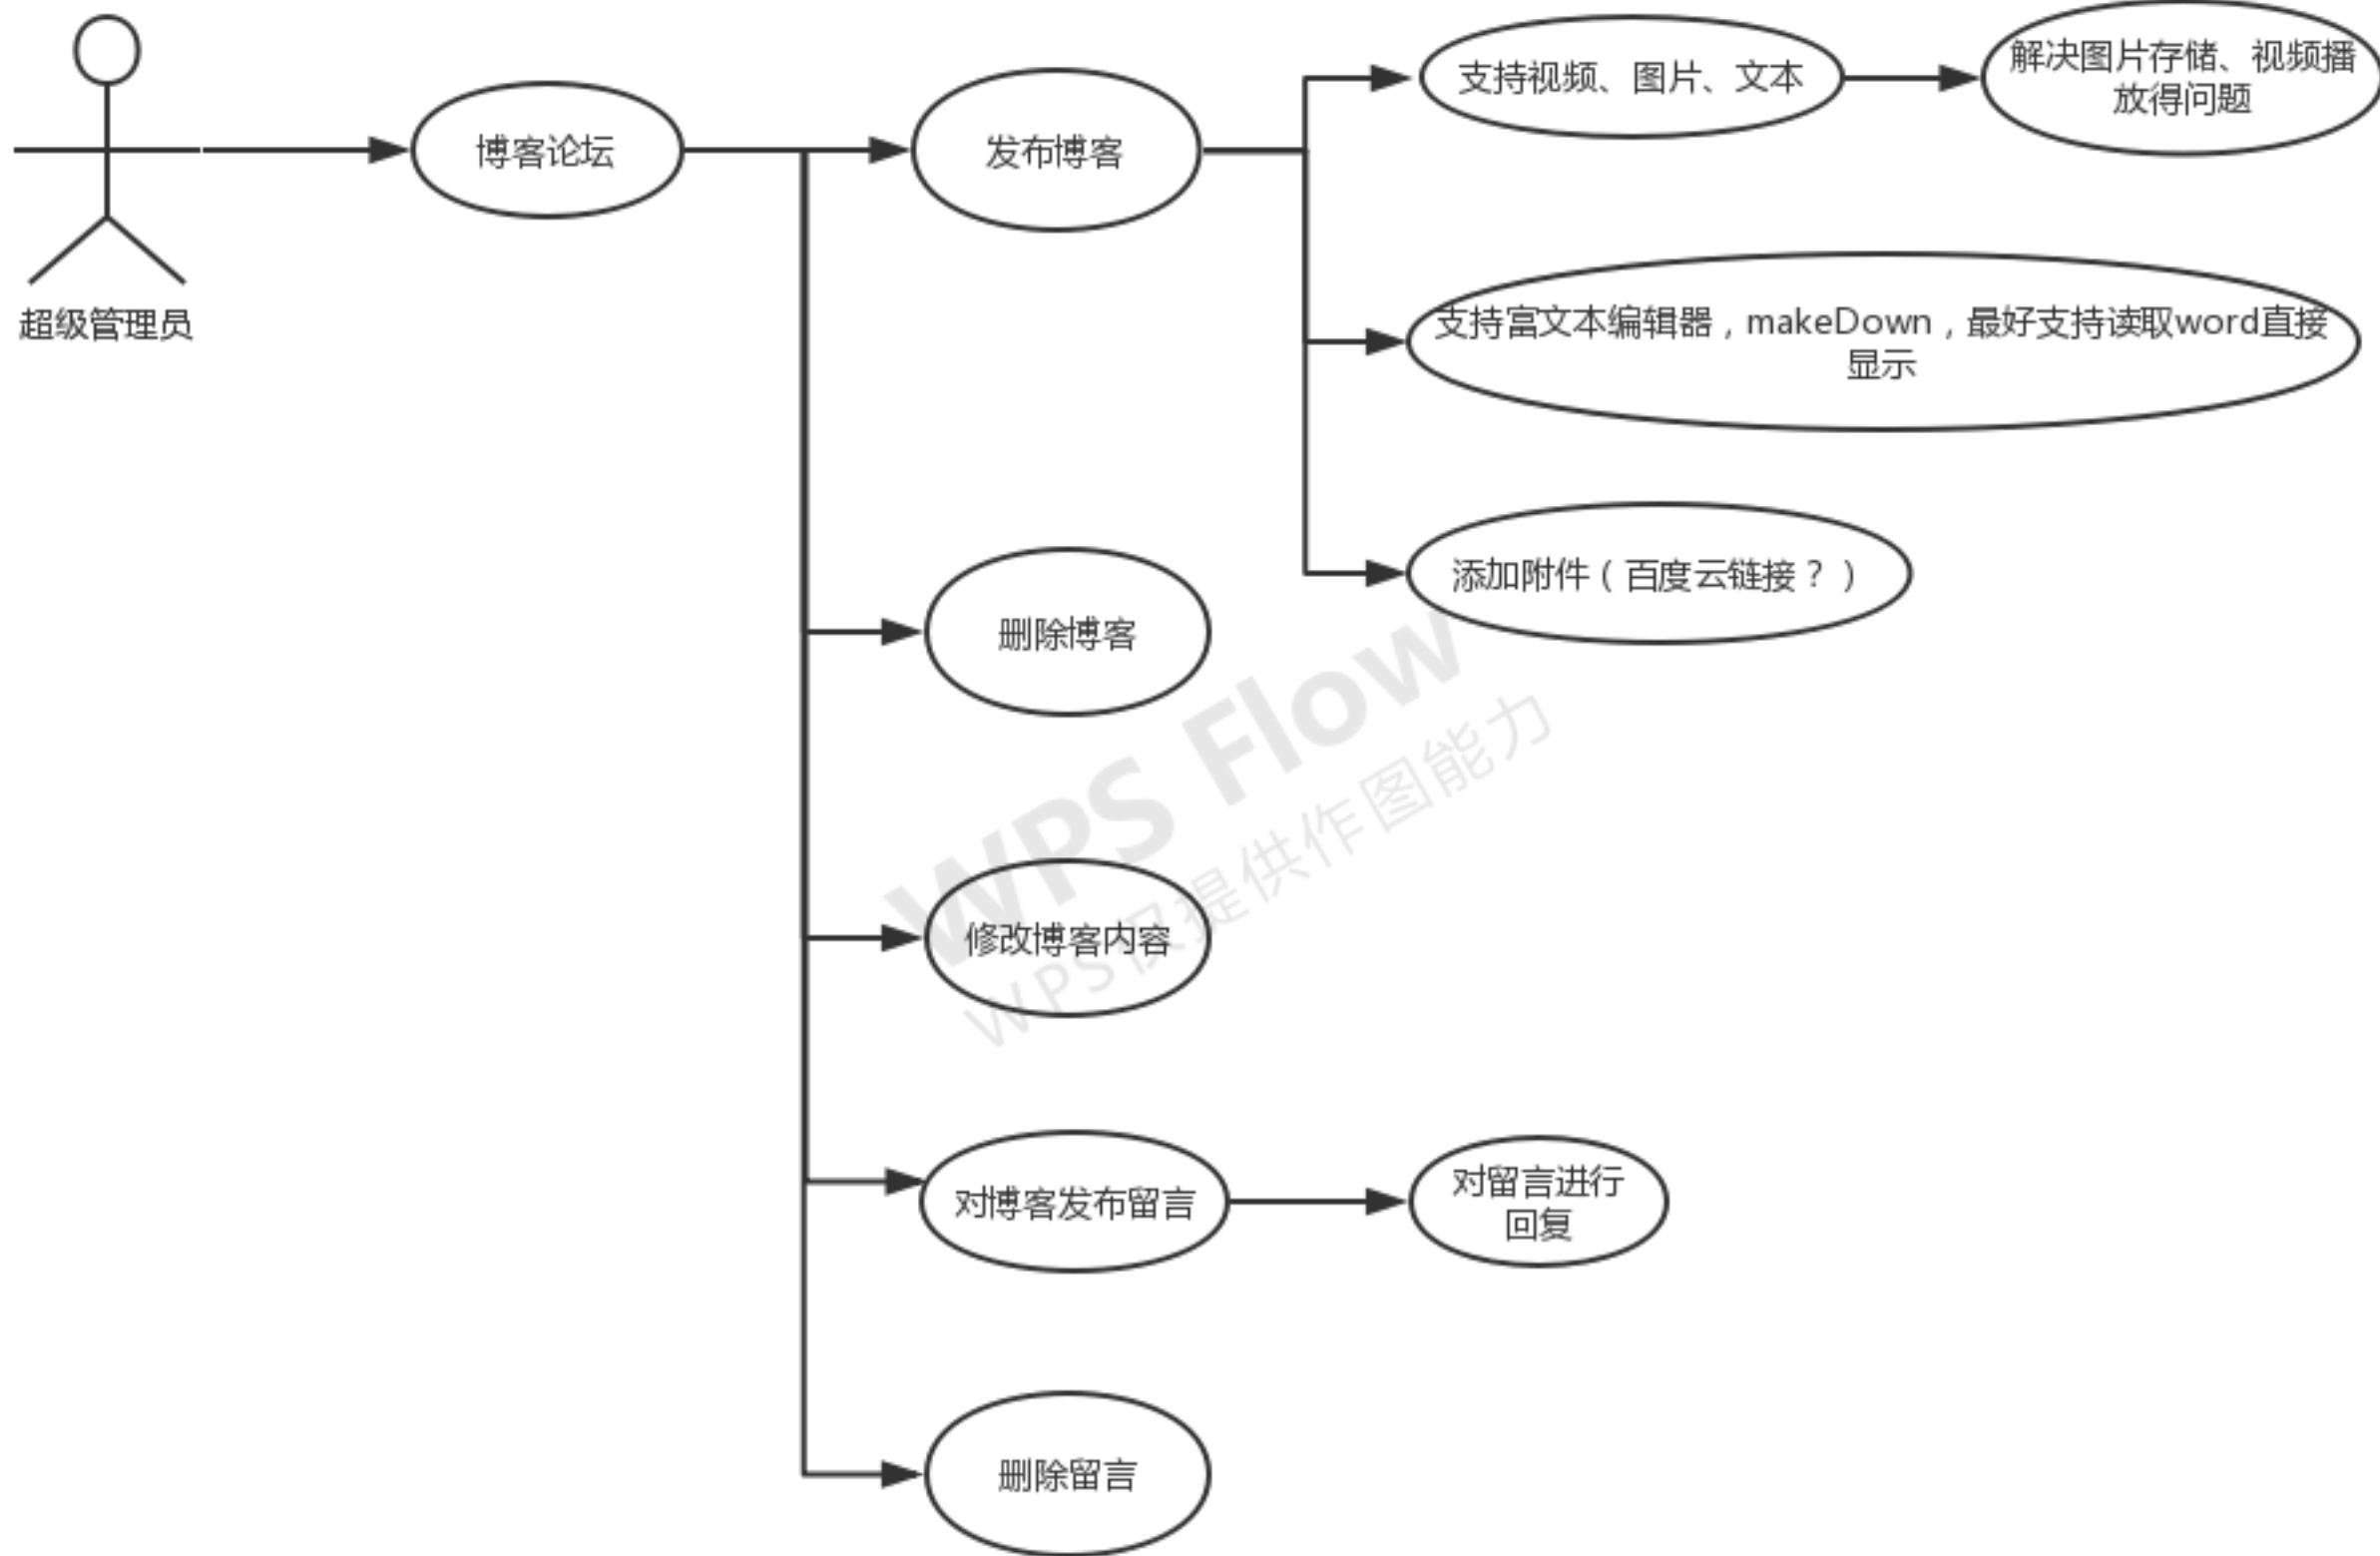 支持视频、图片、文本
解决图片存储、视频播
放得问题
博客论坛
发布博客
超级管理员
支持富文本编辑器，makeDown，最好支持读取word直接
显示
添加附件（百度云链接？）
删除博客
WPS Flow
WPS仅提供作图能力
修改博客内容
对博客发布留言
对留言进行
回复
删除留言